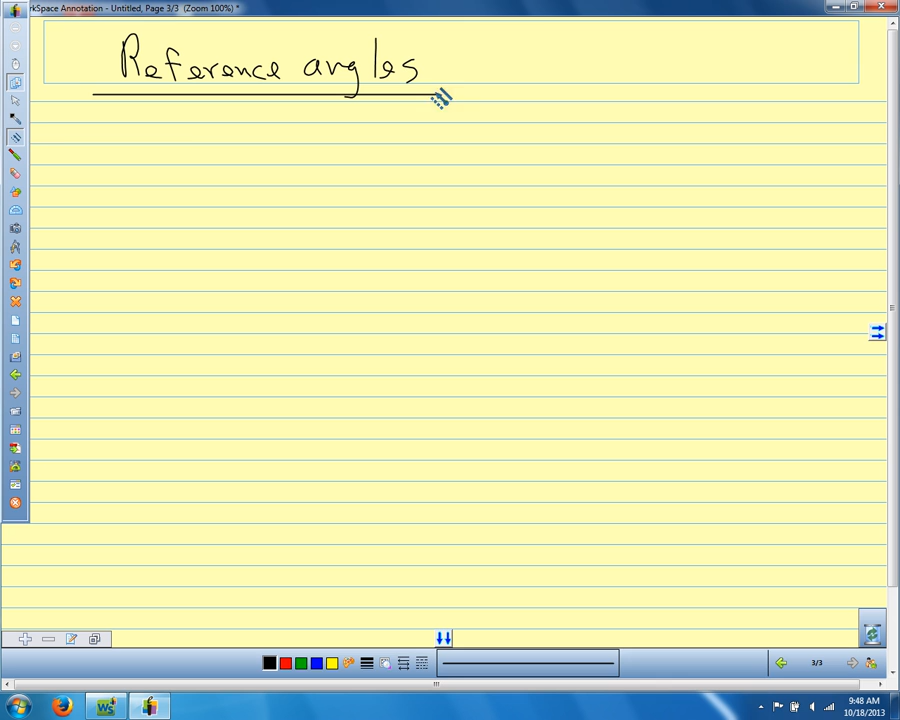 rkSpace Annotation - Untitled, Page 3/3 (Zoom 100%) *
Reference angles
3/3
9:48 AM
10/18/2013